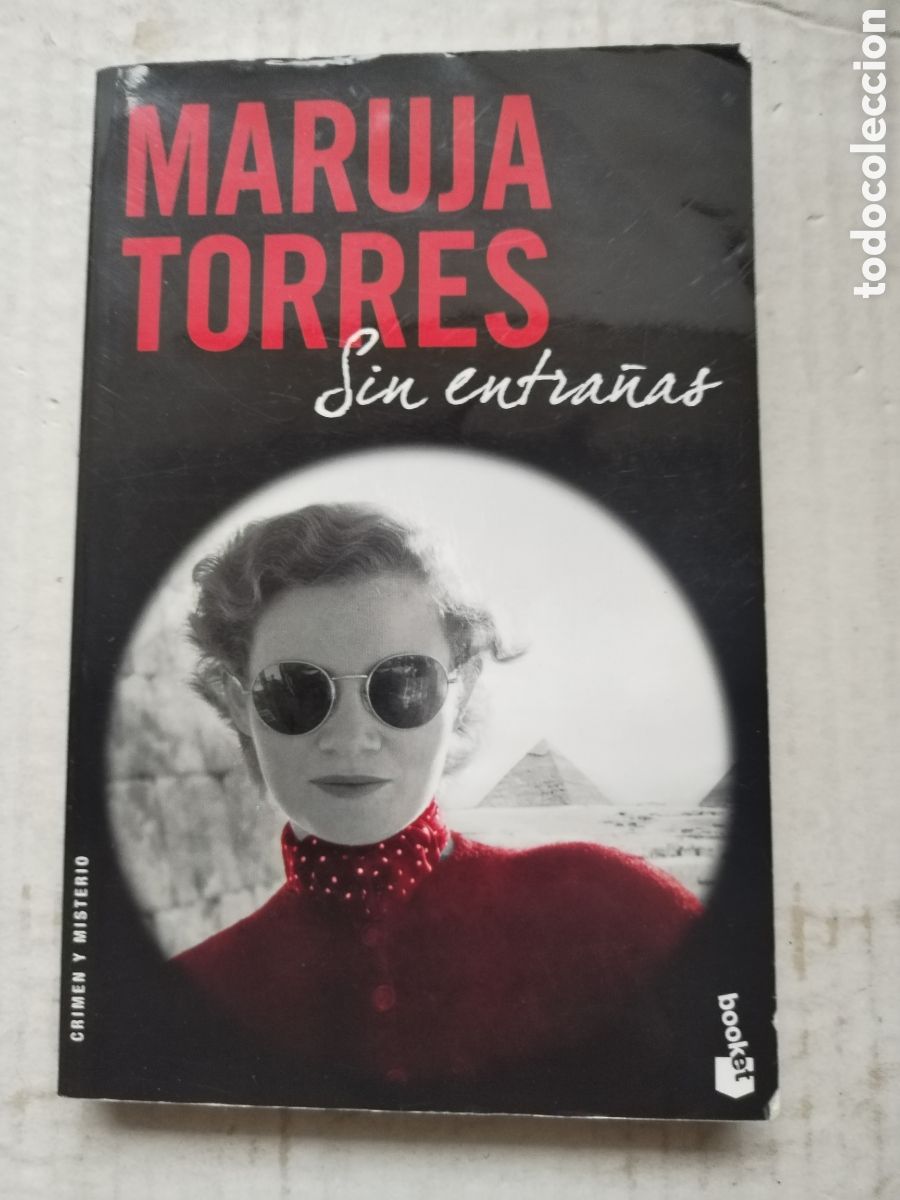 MARUJA
TORRES
Sin entrañas
CRIMEN Y MISTERIO
booket
todocoleccion